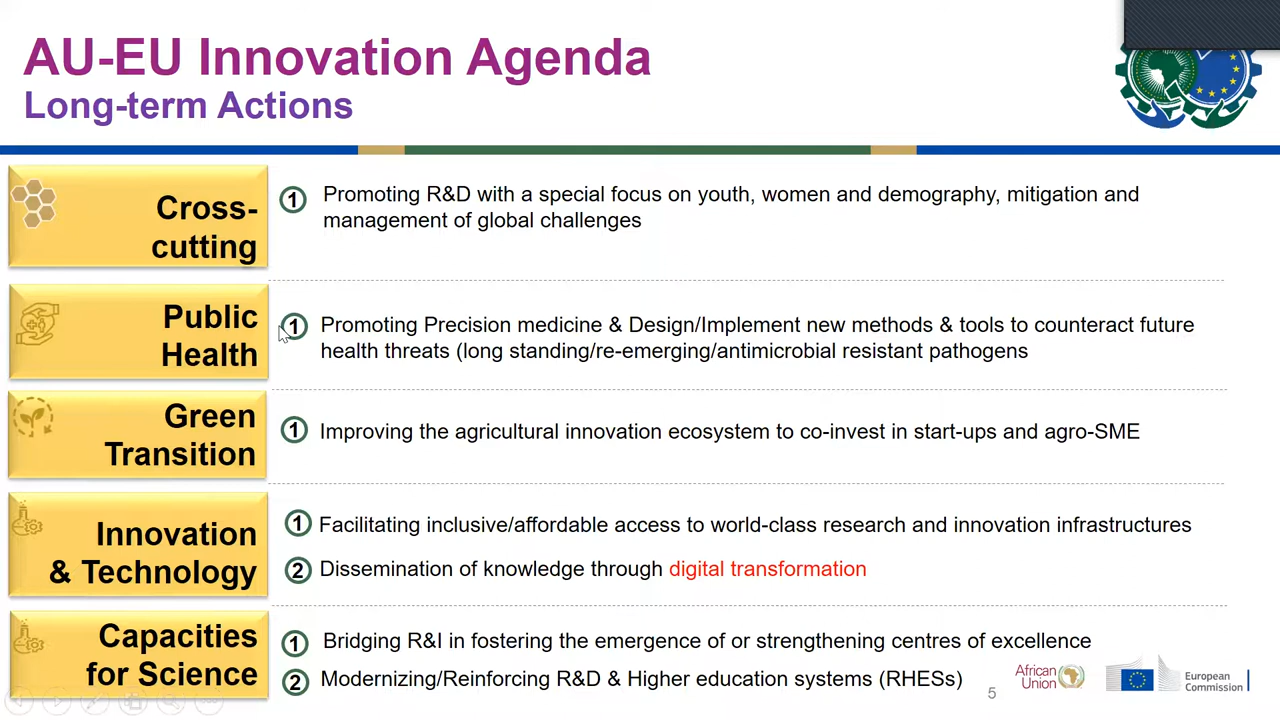 AU-EU Innovation Agenda
Long-term Actions
Cross-
cutting
1 Promoting R&D with a special focus on youth, women and demography, mitigation and
management of global challenges
Public
Health
1 Promoting Precision medicine & Design/Implement new methods & tools to counteract future
health threats (long standing/re-emerging/antimicrobial resistant pathogens
Green
Transition
1 Improving the agricultural innovation ecosystem to co-invest in start-ups and agro-SME
Innovation
& Technology
1 Facilitating inclusive/affordable access to world-class research and innovation infrastructures
2 Dissemination of knowledge through digital transformation
Capacities
for Science
1 Bridging R&I in fostering the emergence of or strengthening centres of excellence
2 Modernizing/Reinforcing R&D & Higher education systems (RHESs)
5
African
Union
European
Commission